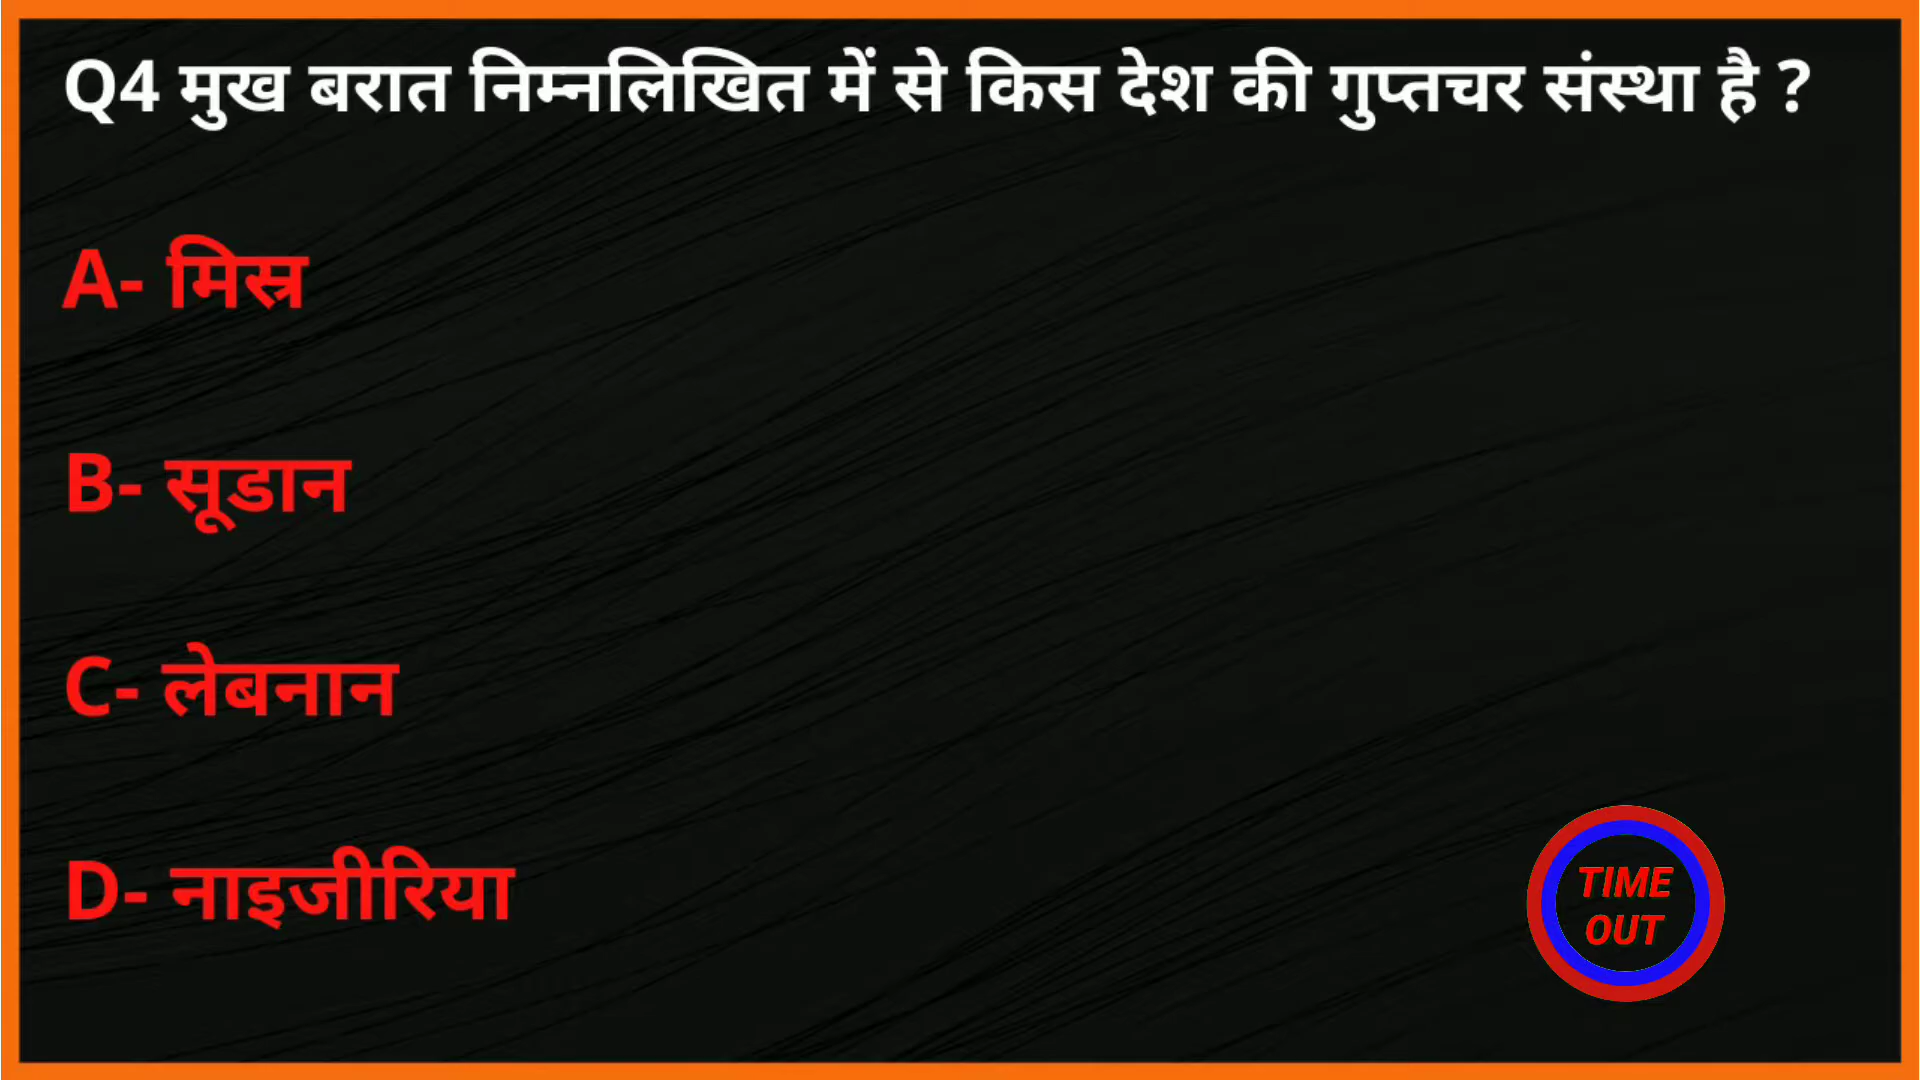 Q4 मुख बरात निम्नलिखित में से किस देश की गुप्तचर संस्था है ?
A- मिस्र
B- सूडान
C- लेबनान
D- नाइजीरिया
TIME
OUT